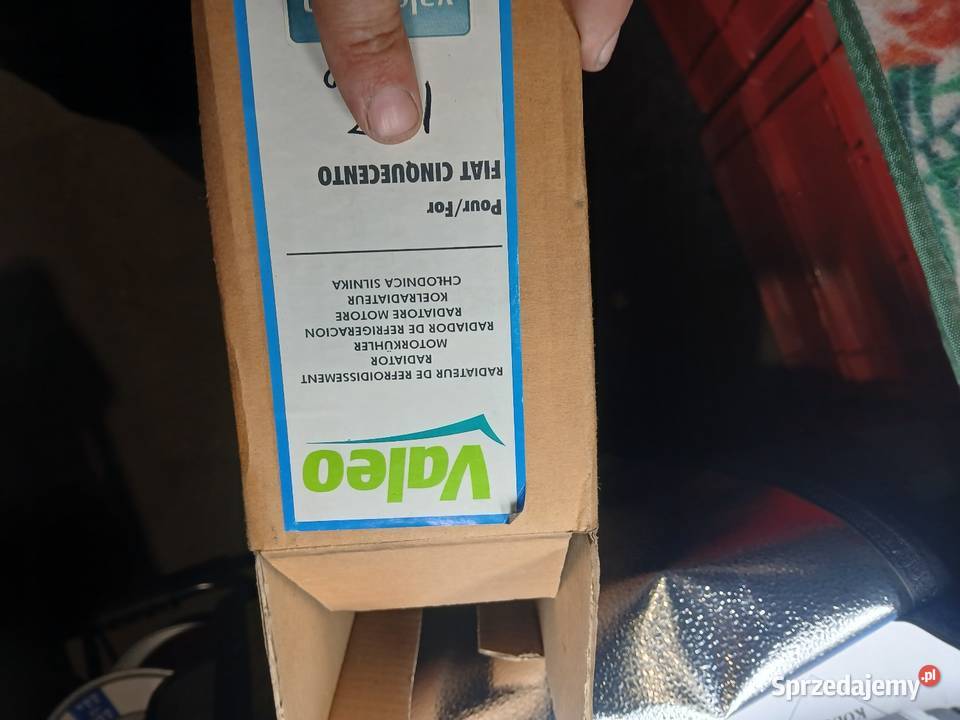 Valeo
RADIATEUR DE REFROIDISSEMENT
RADIATOR
MOTORKÜHLER
RADIADOR DE REFRIGERACION
RADIATORE MOTORE
KOELRADIATEUR
CHŁODNICA SILNIKA
Pour/For
FIAT CINQUECENTO
Sprzedajemy.pl